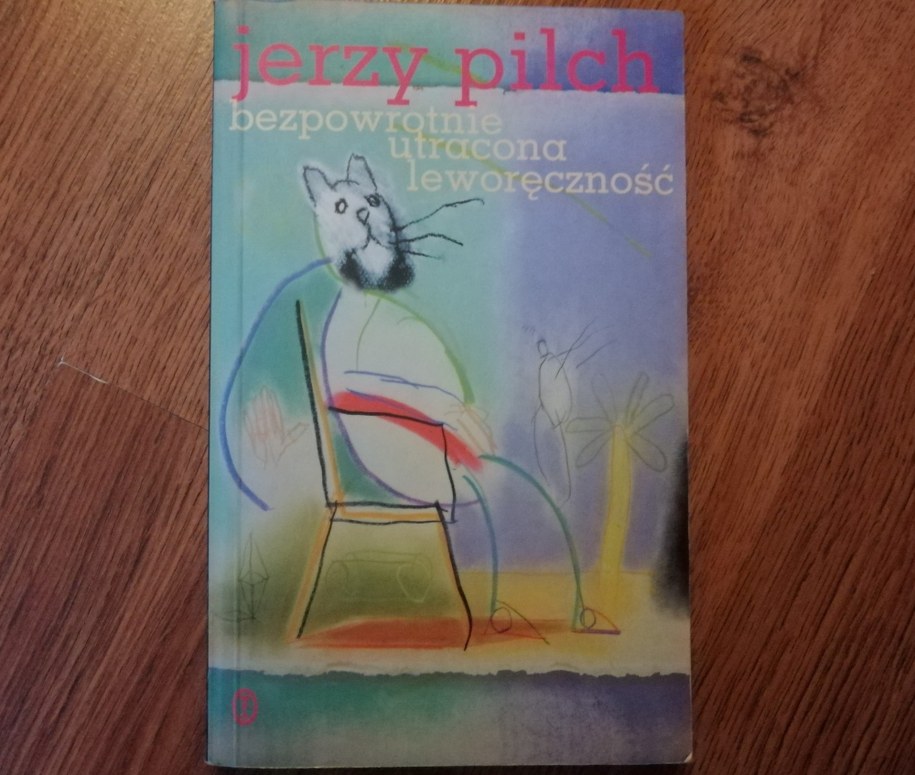 jerzy pilch
bezpowrotnie
utracona
leworęczność